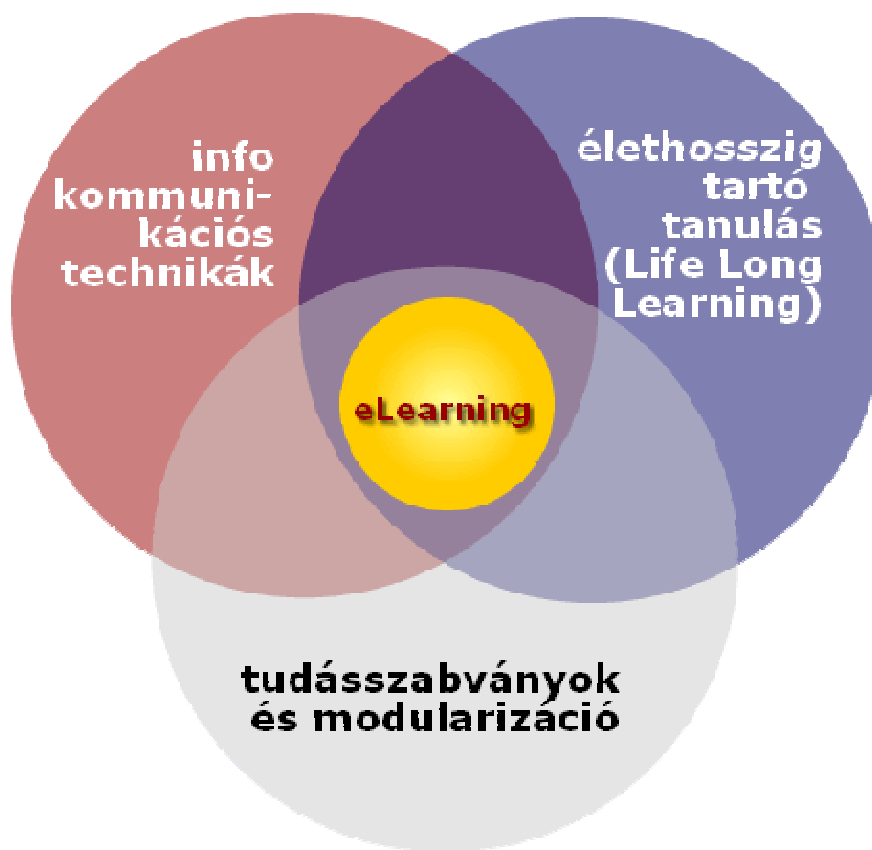 info
kommuni-
kációs
technikák
élethosszig
tartó
tanulás
(Life Long
Learning)
eLearning
tudásszabványok
és modularizáció